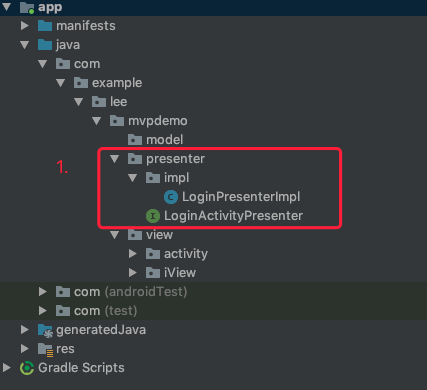 app
manifests
java
com
example
lee
mvpdemo
model
1.
presenter
impl
C LoginPresenterImpl
I LoginActivityPresenter
view
activity
iView
com (androidTest)
com (test)
generatedJava
res
Gradle Scripts